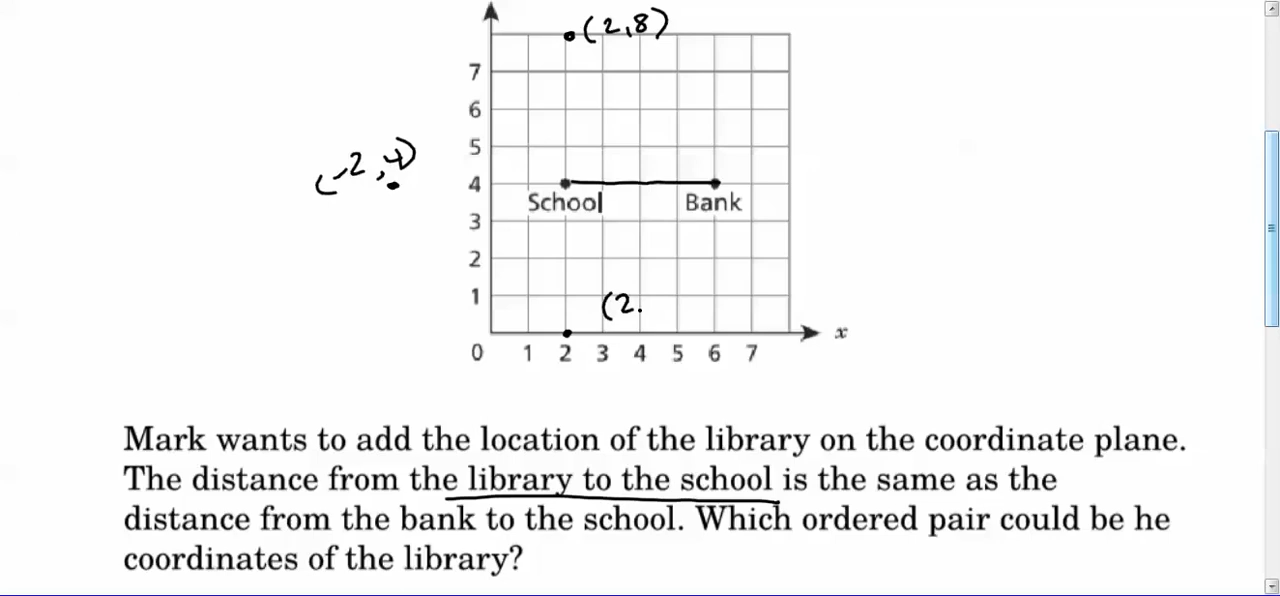 (2,8)
7
6
(-2,4)
5
4
School
Bank
3
2
1
(2.
x
0 1 2 3 4 5 6 7
Mark wants to add the location of the library on the coordinate plane.
The distance from the library to the school is the same as the
distance from the bank to the school. Which ordered pair could be he
coordinates of the library?